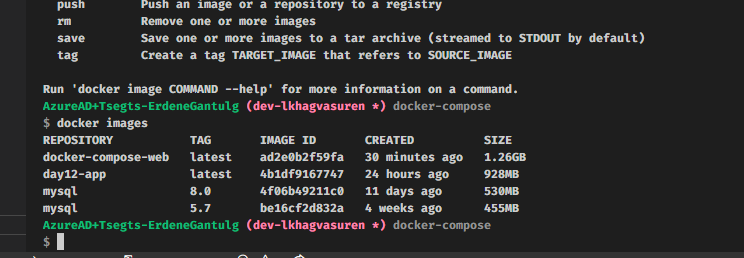 push        Push an image or a repository to a registry
rm          Remove one or more images
save        Save one or more images to a tar archive (streamed to STDOUT by default)
tag         Create a tag TARGET_IMAGE that refers to SOURCE_IMAGE
Run 'docker image COMMAND --help' for more information on a command.
AzureAD+Tsegts-ErdeneGantulg (dev-lkhagvasuren *) docker-compose
$ docker images
REPOSITORY           TAG       IMAGE ID       CREATED          SIZE
docker-compose-web   latest    ad2e0b2f59fa   30 minutes ago   1.26GB
day12-app            latest    4b1df9167747   24 hours ago     928MB
mysql                8.0       4f06b49211c0   11 days ago      530MB
mysql                5.7       be16cf2d832a   4 weeks ago      455MB
AzureAD+Tsegts-ErdeneGantulg (dev-lkhagvasuren *) docker-compose
$